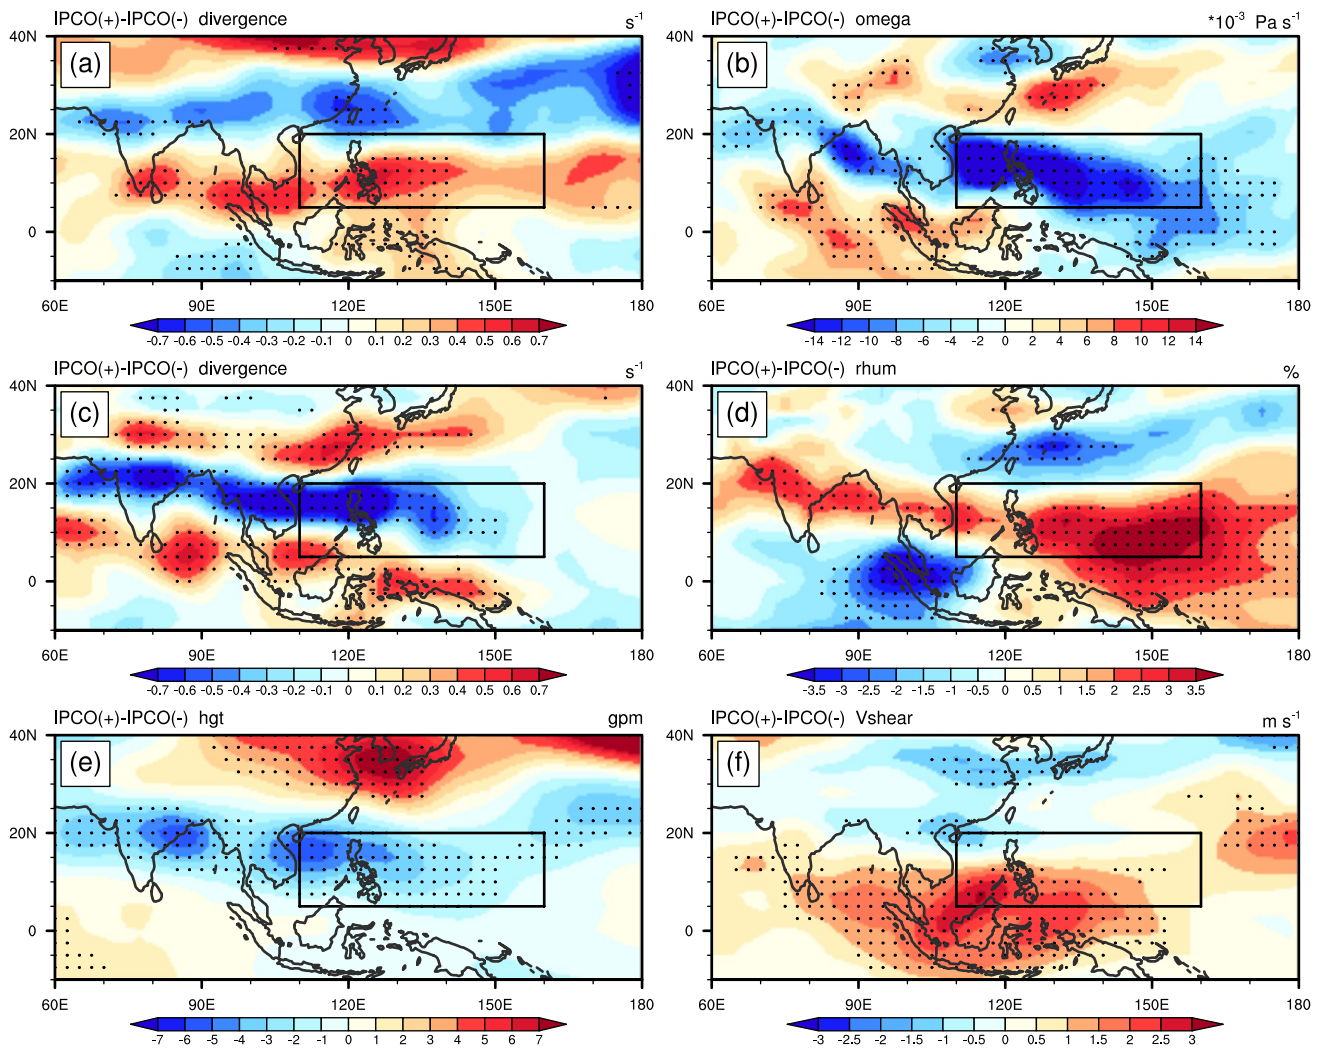 IPCO(+)-IPCO(-) divergence s⁻¹
(a)
40N
20N
0
60E 90E 120E 150E 180
-0.7 -0.6 -0.5 -0.4 -0.3 -0.2 -0.1 0 0.1 0.2 0.3 0.4 0.5 0.6 0.7
IPCO(+)-IPCO(-) omega *10⁻³ Pa s⁻¹
(b)
40N
20N
0
60E 90E 120E 150E 180
-14 -12 -10 -8 -6 -4 -2 0 2 4 6 8 10 12 14
IPCO(+)-IPCO(-) divergence s⁻¹
(c)
40N
20N
0
60E 90E 120E 150E 180
-0.7 -0.6 -0.5 -0.4 -0.3 -0.2 -0.1 0 0.1 0.2 0.3 0.4 0.5 0.6 0.7
IPCO(+)-IPCO(-) rhum %
(d)
40N
20N
0
60E 90E 120E 150E 180
-3.5 -3 -2.5 -2 -1.5 -1 -0.5 0 0.5 1 1.5 2 2.5 3 3.5
IPCO(+)-IPCO(-) hgt gpm
(e)
40N
20N
0
60E 90E 120E 150E 180
-7 -6 -5 -4 -3 -2 -1 0 1 2 3 4 5 6 7
IPCO(+)-IPCO(-) Vshear m s⁻¹
(f)
40N
20N
0
60E 90E 120E 150E 180
-3 -2.5 -2 -1.5 -1 -0.5 0 0.5 1 1.5 2 2.5 3